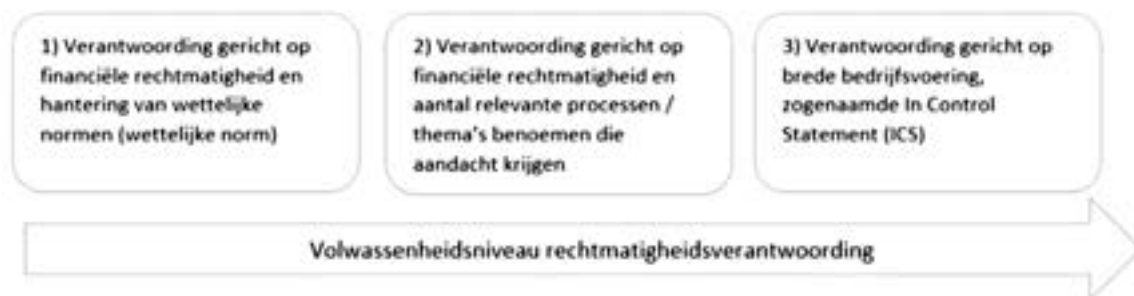 1) Verantwoording gericht op
financiële rechtmatigheid en
hantering van wettelijke
normen (wettelijke norm)
2) Verantwoording gericht op
financiële rechtmatigheid en
aantal relevante processen /
thema's benoemen die
aandacht krijgen
3) Verantwoording gericht op
brede bedrijfsvoering,
zogenaamde In Control
Statement (ICS)
Volwassenheidsniveau rechtmatigheidsverantwoording